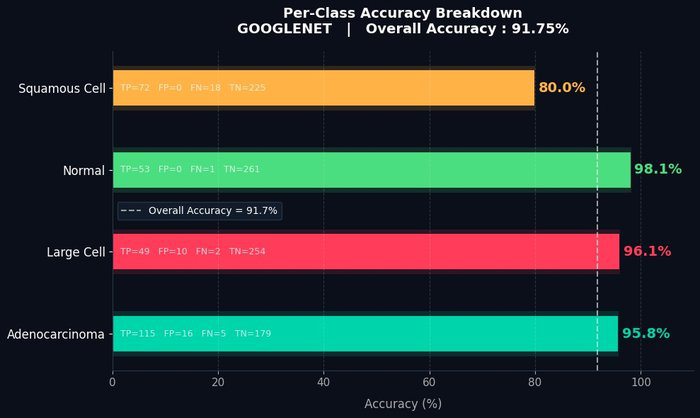 Per-Class Accuracy Breakdown
GOOGLENET | Overall Accuracy : 91.75%
Squamous Cell
TP=72 FP=0 FN=18 TN=225
80.0%
Normal
TP=53 FP=0 FN=1 TN=261
98.1%
Overall Accuracy = 91.7%
Large Cell
TP=49 FP=10 FN=2 TN=254
96.1%
Adenocarcinoma
TP=115 FP=16 FN=5 TN=179
95.8%
0 20 40 60 80 100
Accuracy (%)